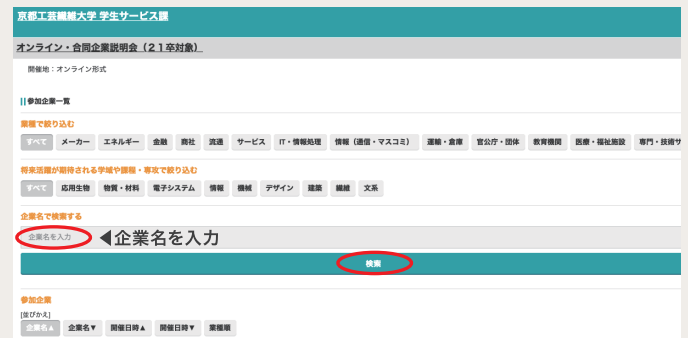 京都工芸繊維大学 学生サービス課
オンライン・合同企業説明会（２１卒対象）
開催地：オンライン形式
参加企業一覧
業種で絞り込む
すべて メーカー エネルギー 金融 商社 流通 サービス IT・情報処理 情報（通信・マスコミ） 運輸・倉庫 官公庁・団体 教育機関 医療・福祉施設 専門・技術サ
将来活躍が期待される学域や課程・専攻で絞り込む
すべて 応用生物 物質・材料 電子システム 情報 機械 デザイン 建築 繊維 文系
企業名で検索する
企業名を入力 ◀企業名を入力
検索
参加企業
[並びかえ]
企業名▲ 企業名▼ 開催日時▲ 開催日時▼ 業種順